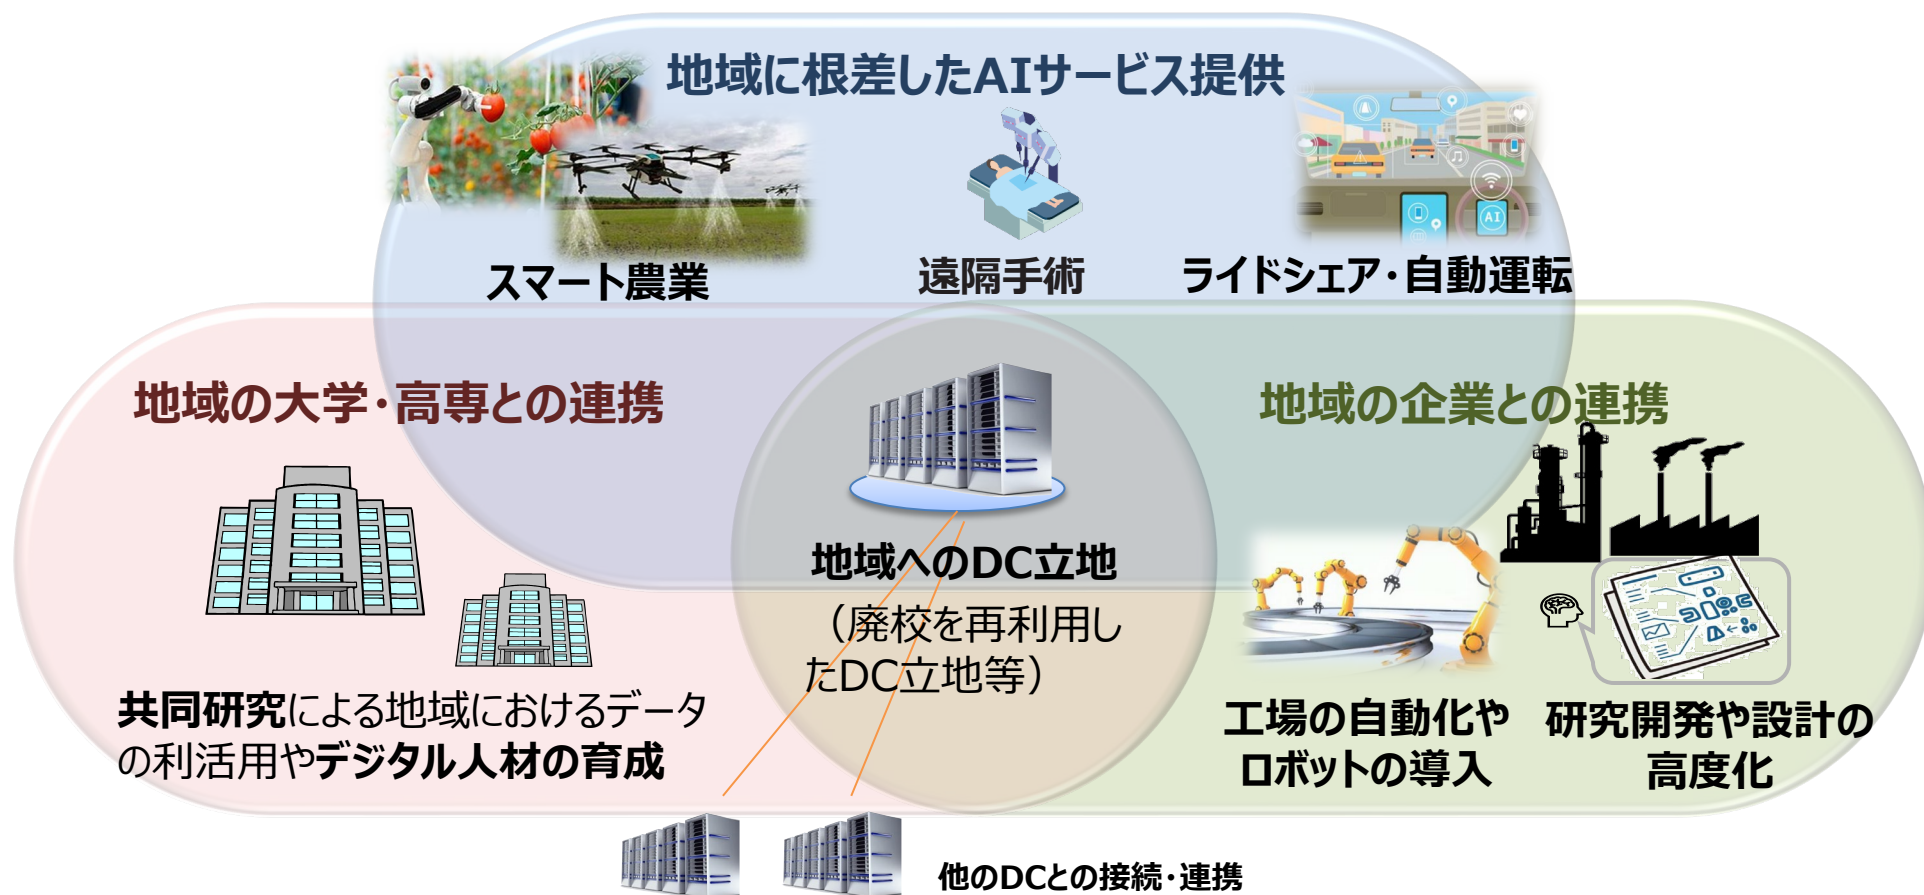 地域に根差したAIサービス提供
AI
スマート農業
遠隔手術
ライドシェア・自動運転
地域の大学・高専との連携
地域の企業との連携
地域へのDC立地
（廃校を再利用し
たDC立地等）
共同研究による地域におけるデータ
の利活用やデジタル人材の育成
工場の自動化や
ロボットの導入
研究開発や設計の
高度化
他のDCとの接続・連携